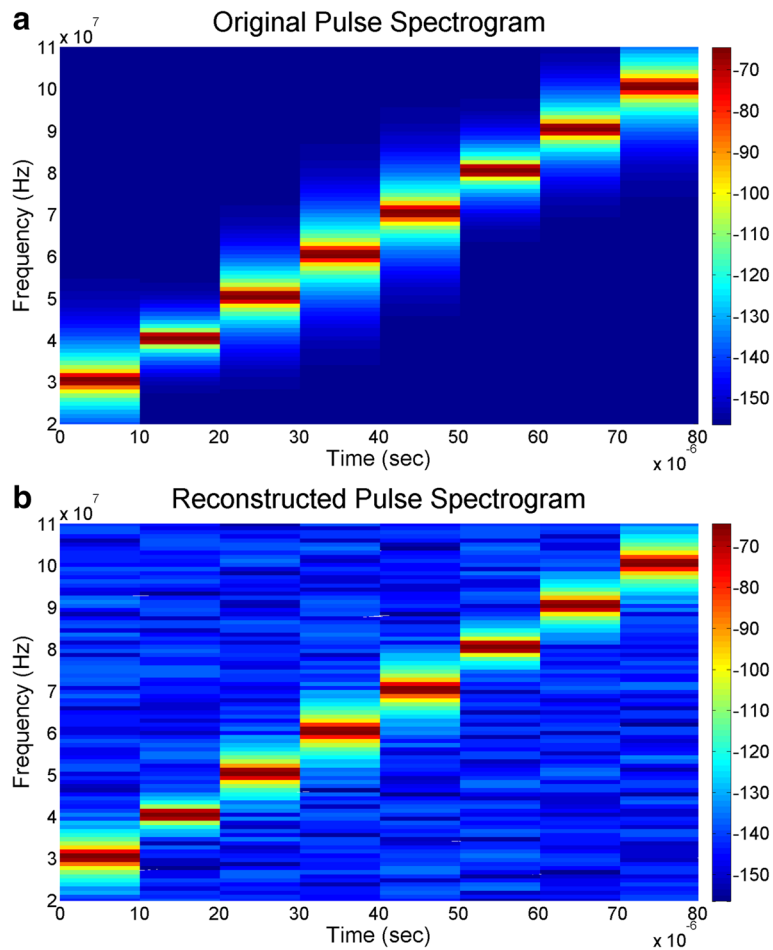 a
Original Pulse Spectrogram
x 10 7
11
10
9
8
7
6
5
4
3
2
Frequency (Hz)
0 10 20 30 40 50 60 70 80
Time (sec)
x 10 -6
-70
-80
-90
-100
-110
-120
-130
-140
-150
b
Reconstructed Pulse Spectrogram
x 10 7
11
10
9
8
7
6
5
4
3
2
Frequency (Hz)
0 10 20 30 40 50 60 70 80
Time (sec)
x 10 -6
-70
-80
-90
-100
-110
-120
-130
-140
-150